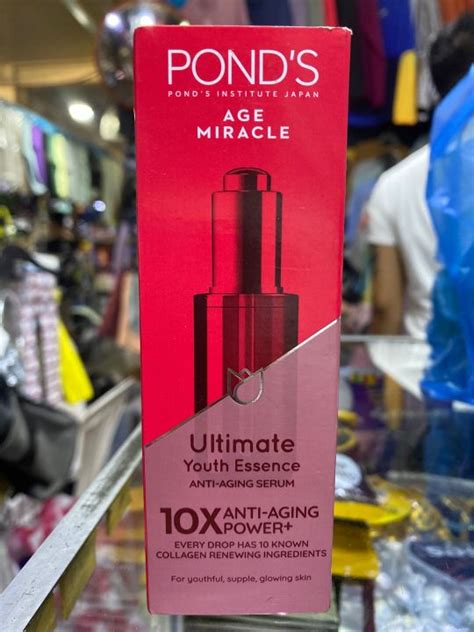 POND'S
POND'S INSTITUTE JAPAN
AGE
MIRACLE
Ultimate
Youth Essence
ANTI-AGING SERUM
10X ANTI-AGING
POWER+
EVERY DROP HAS 10 KNOWN
COLLAGEN RENEWING INGREDIENTS
For youthful, supple, glowing skin